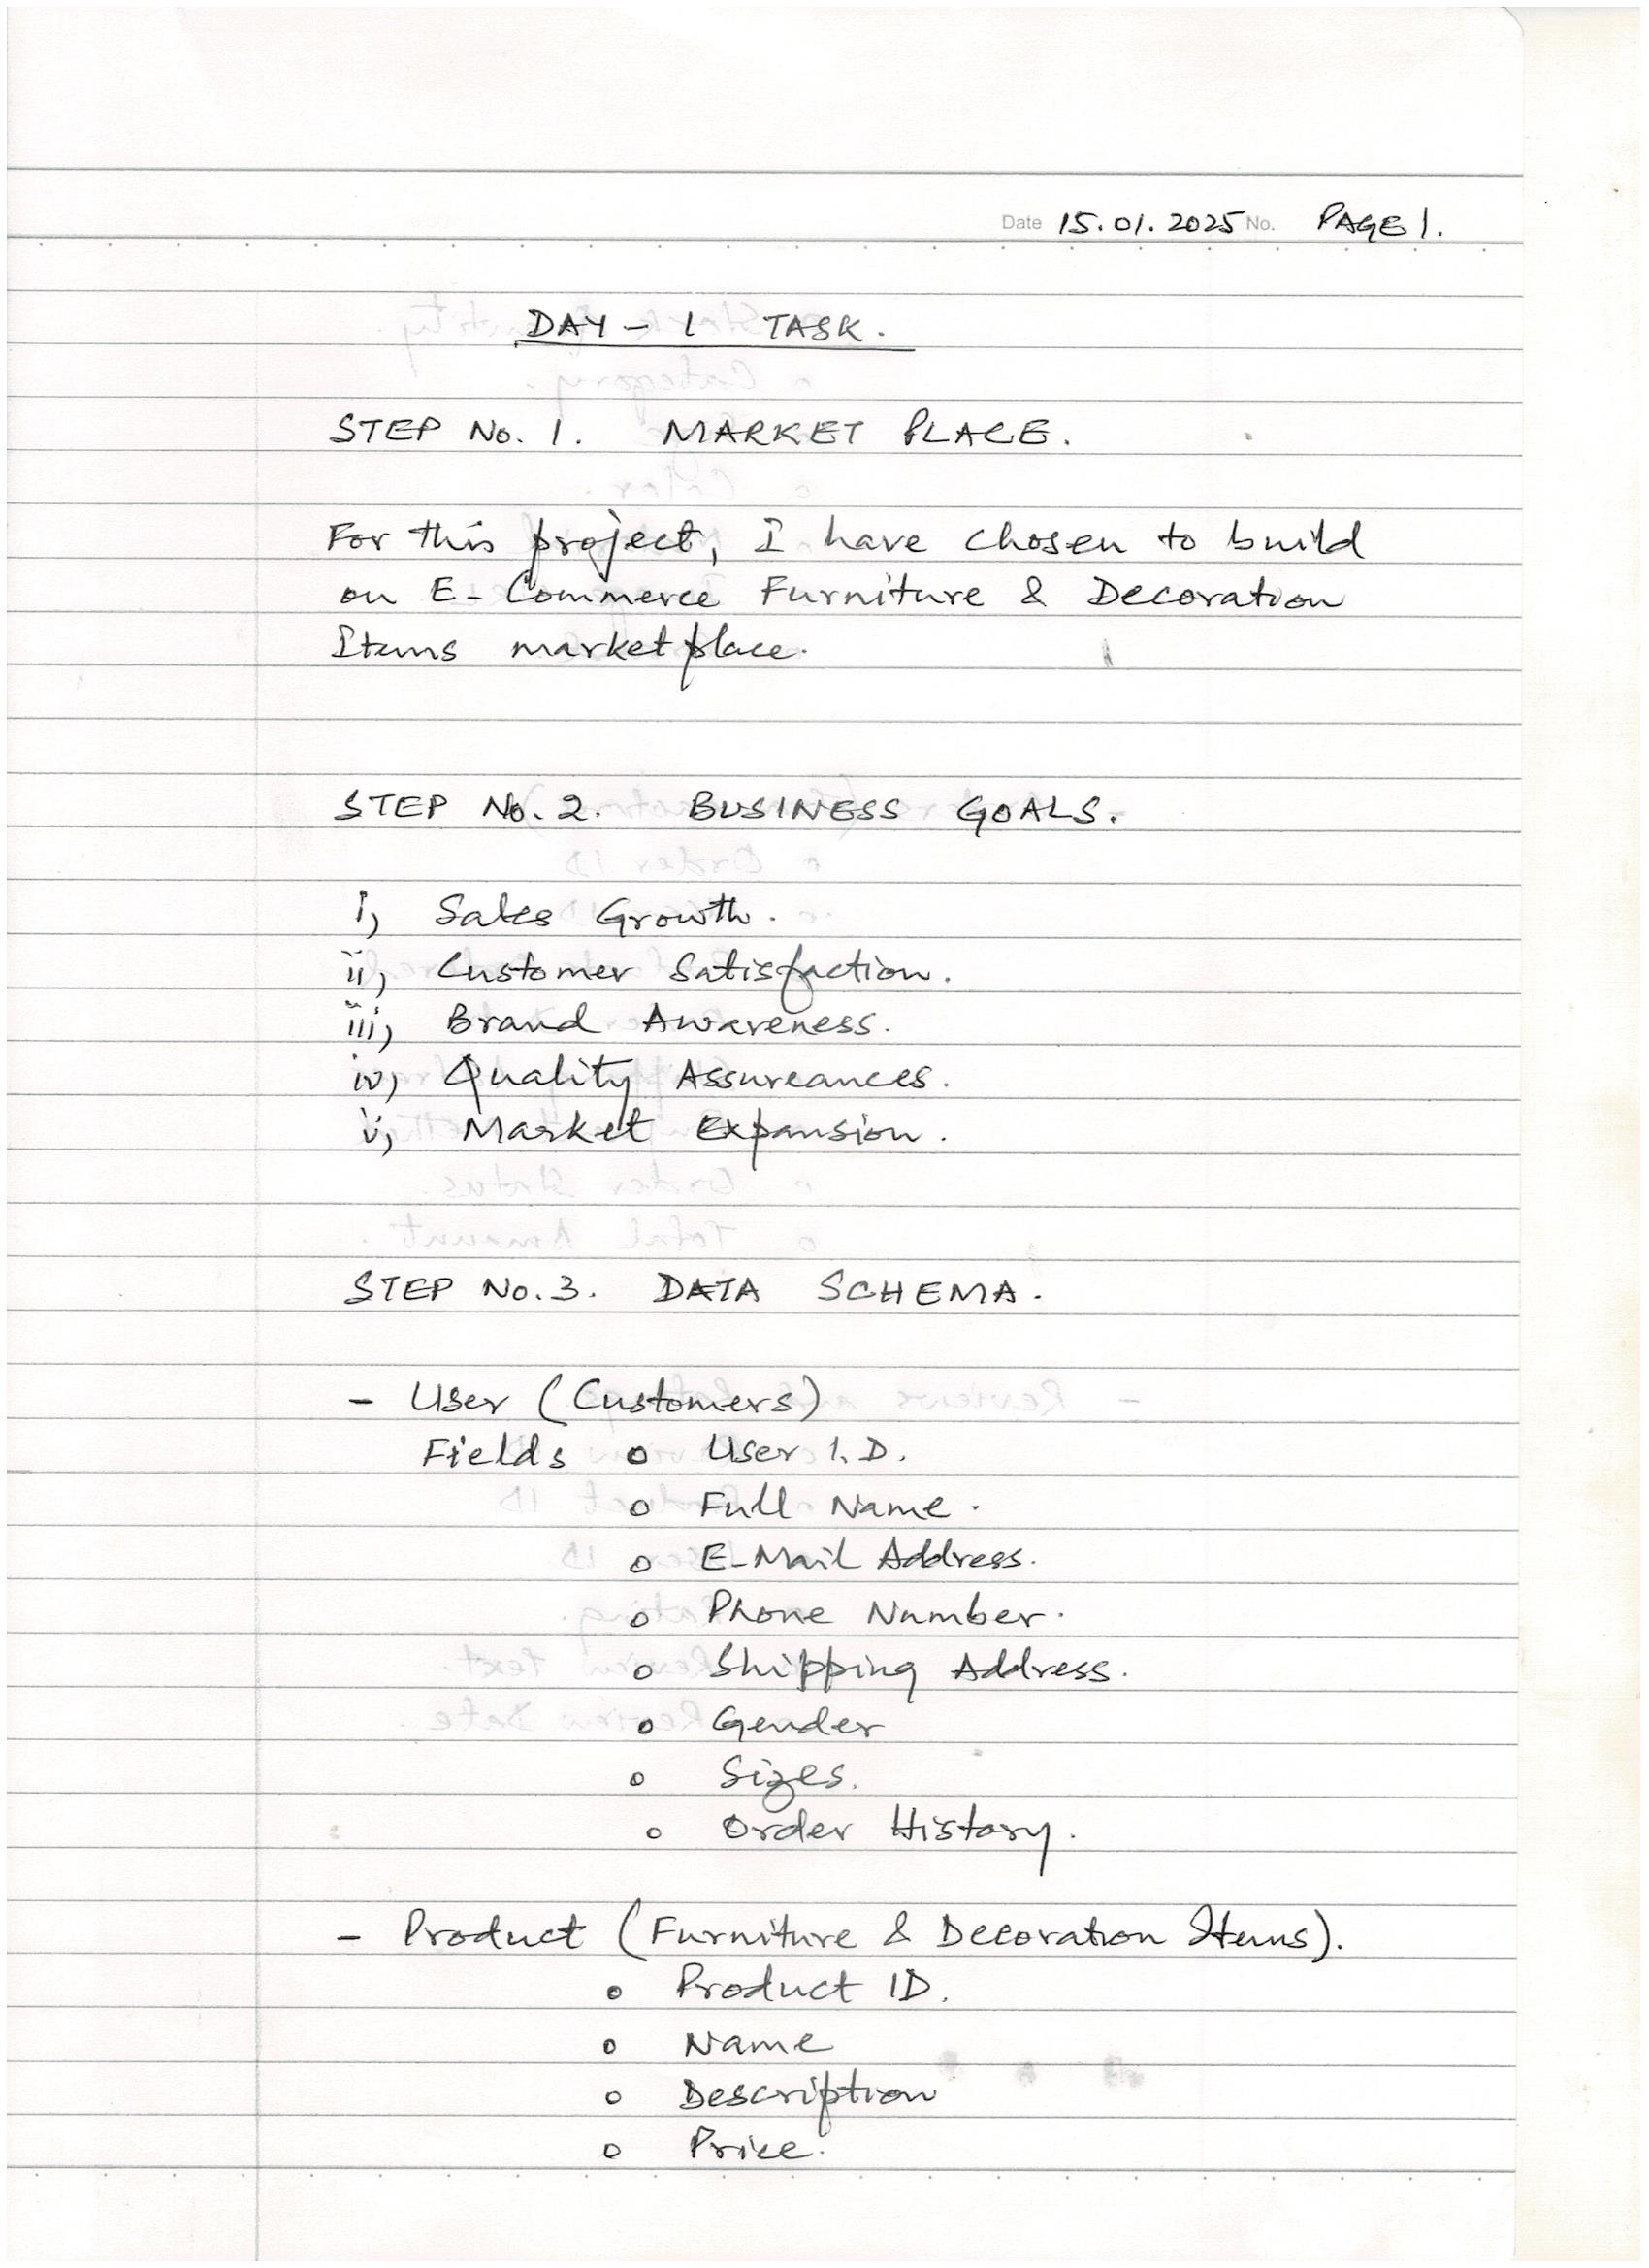 Date 15.01.2025 No. PAGE 1.
DAY - 1 TASK.
STEP No. 1. MARKET PLACE.
For this project, I have chosen to build
on E-Commerce Furniture & Decoration
Items marketplace.
STEP No. 2. BUSINESS GOALS.
i, Sales Growth.
ii, Customer Satisfaction.
iii, Brand Awareness.
iv, Quality Assureances.
v, Market Expansion.
STEP No. 3. DATA SCHEMA.
- User (Customers)
Fields o User I.D.
o Full Name.
o E-Mail Address.
o Phone Number.
o Shipping Address.
o Gender
o Sizes.
o Order History.
- Product (Furniture & Decoration Items).
o Product ID.
o Name
o Description
o Price.